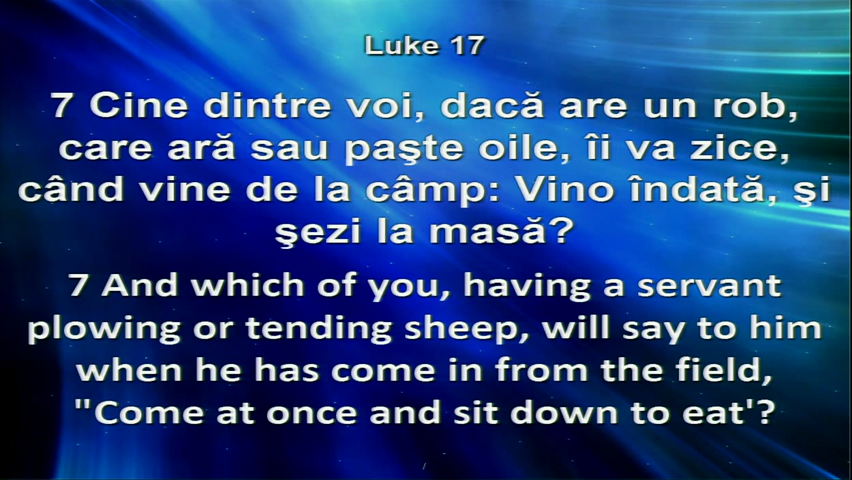 Luke 17
7 Cine dintre voi, dacă are un rob,
care ară sau paşte oile, îi va zice,
când vine de la câmp: Vino îndată, şi
şezi la masă?
7 And which of you, having a servant
plowing or tending sheep, will say to him
when he has come in from the field,
"Come at once and sit down to eat'?